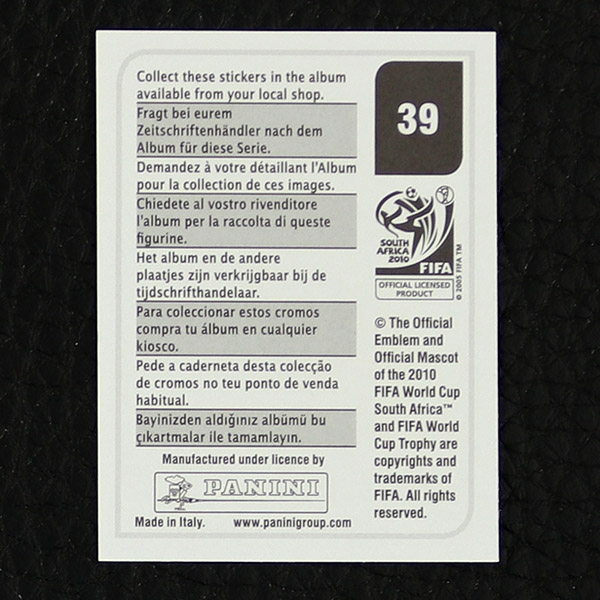 Collect these stickers in the album
available from your local shop.
Fragt bei eurem
Zeitschriftenhändler nach dem
Album für diese Serie.
Demandez à votre détaillant l'Album
pour la collection de ces images.
Chiedete al vostro rivenditore
l'album per la raccolta di queste
figurine.
Het album en de andere
plaatjes zijn verkrijgbaar bij de
tijdschrifthandelaar.
Para coleccionar estos cromos
compra tu álbum en cualquier
kiosco.
Pede a caderneta desta colecção
de cromos no teu ponto de venda
habitual.
Bayinizden aldığınız albümü bu
çıkartmalar ile tamamlayın.
Manufactured under licence by
PANINI
Made in Italy. www.paninigroup.com
39
SOUTH
AFRICA
2010
FIFA
OFFICIAL LICENSED
PRODUCT
© 2005 FIFA TM
© The Official
Emblem and
Official Mascot
of the 2010
FIFA World Cup
South Africa™
and FIFA World
Cup Trophy are
copyrights and
trademarks of
FIFA. All rights
reserved.